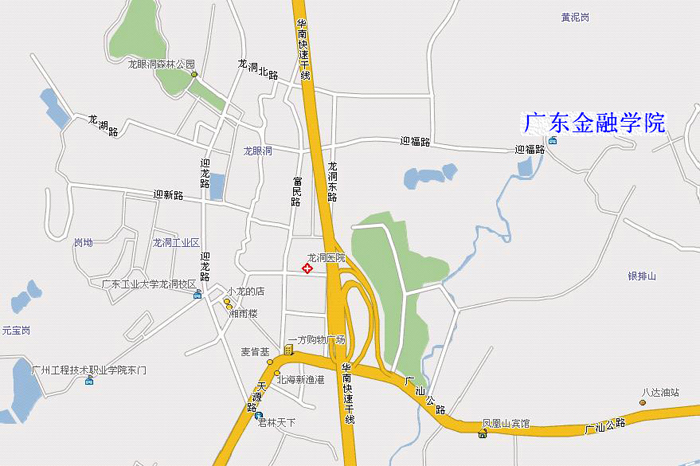 黄泥岗
华南快速干线
龙眼洞森林公园
龙洞北路
龙湖路
广东金融学院
迎福路
迎福路
龙眼洞
迎龙路
富民路
龙洞东路
迎新路
岗地
龙洞工业区
迎龙路
龙洞医院
银排山
广东工业大学龙洞校区
小龙的店
湘雨楼
元宝岗
一方购物广场
麦肯基
广州工程技术职业学院东门
北海新渔港
华南快速干线
天源路
广汕公路
八达油站
君林天下
凤凰山宾馆
广汕公路